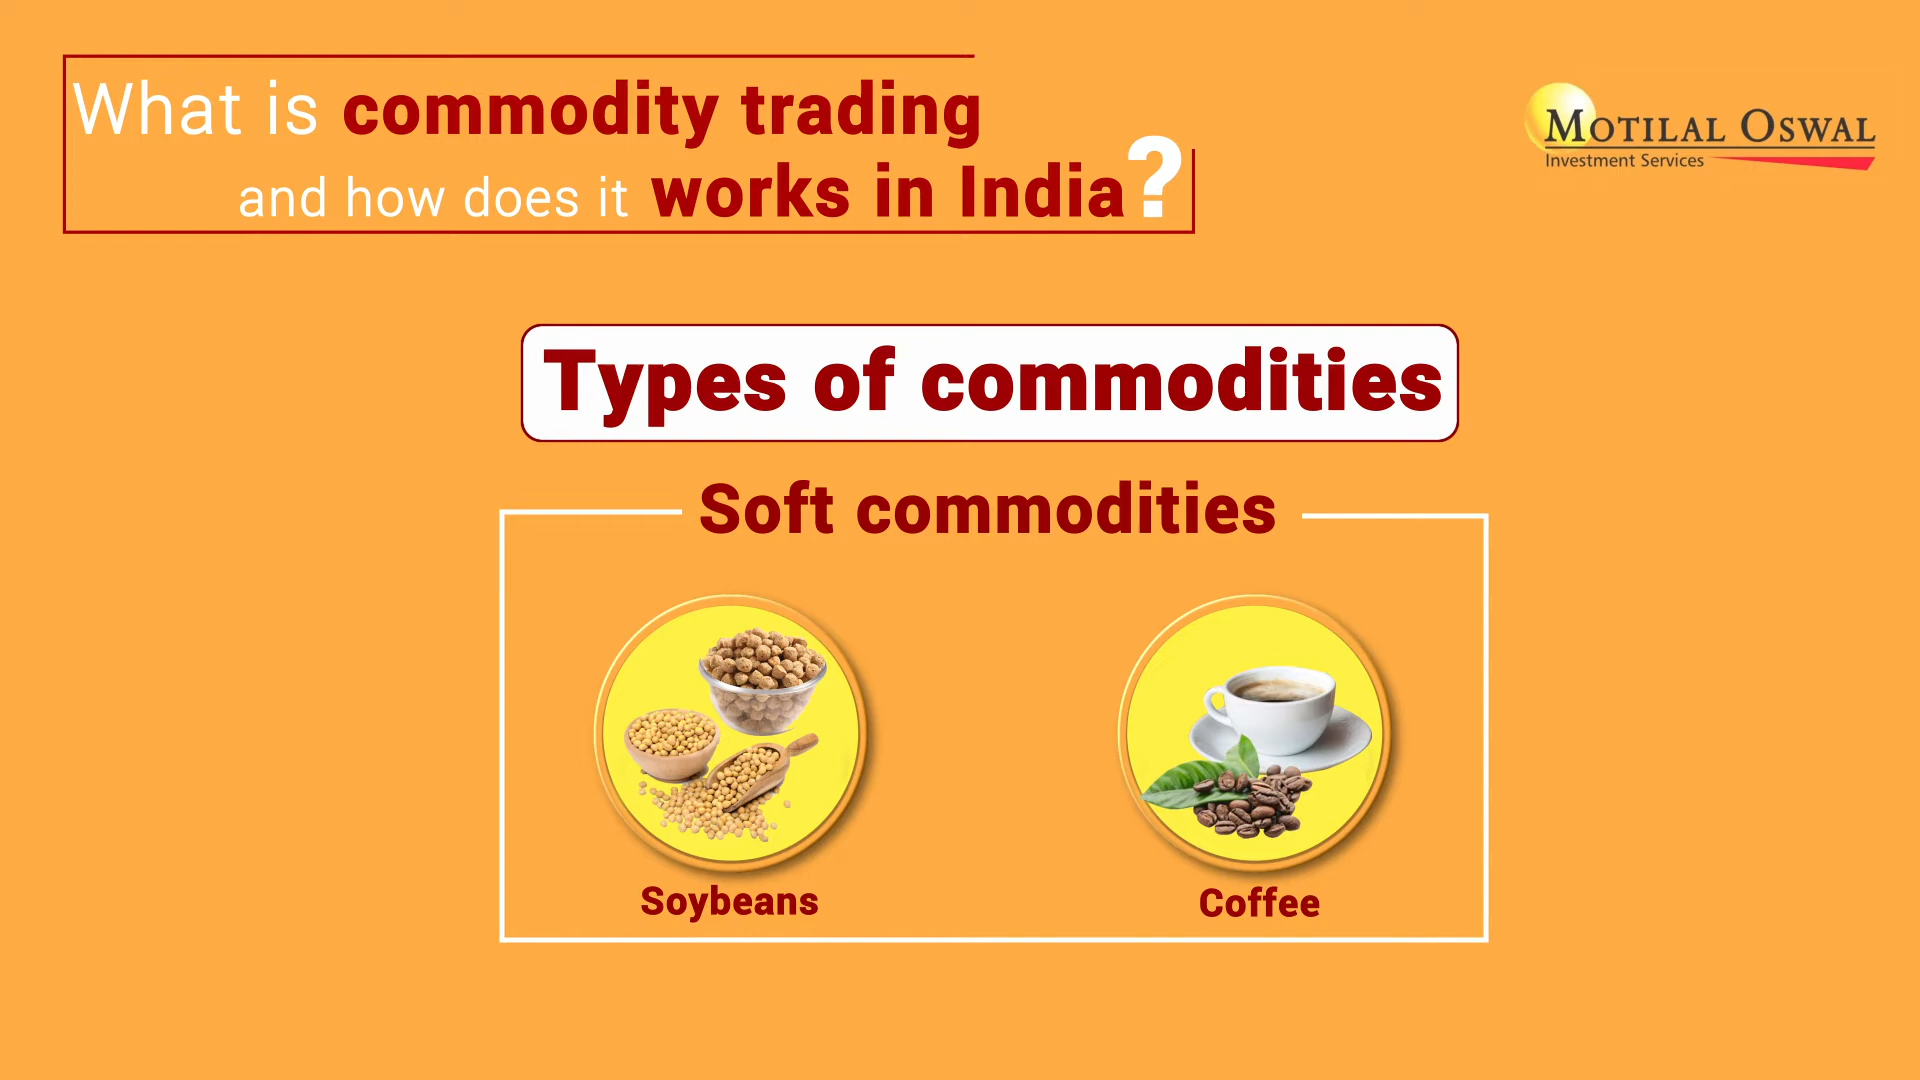 What is commodity trading
and how does it works in India?
MOTILAL OSWAL
Investment Services
Types of commodities
Soft commodities
Soybeans
Coffee